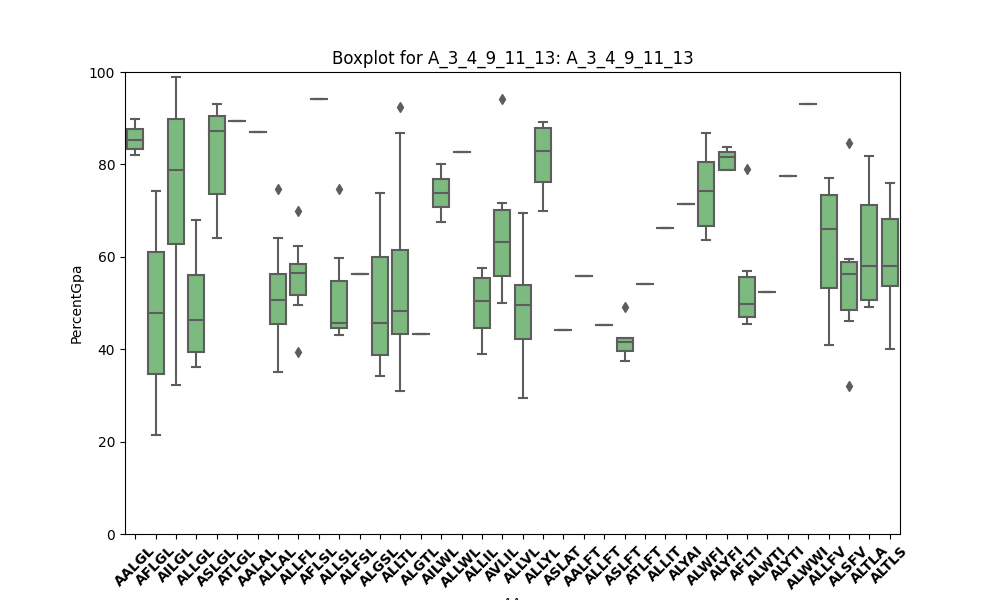 Boxplot for A_3_4_9_11_13: A_3_4_9_11_13
100
80
60
40
20
0
PercentGpa
AALGL
AFLGL
AILGL
ALLGL
ASLGL
ATLGL
AALAL
ALLAL
ALLFL
AFLSL
ALLSL
ALFSL
ALGSL
ALLTL
ALGTL
AILWL
ALLWL
ALLIL
AVLIL
ALLVL
ALLYL
ASLAT
AALFT
ALLFT
ASLFT
ATLFT
ALLIT
ALYAI
ALWFI
ALYFI
AFLTI
ALWTI
ALYTI
ALWWI
ALLFV
ALSFV
ALTLA
ALTLS